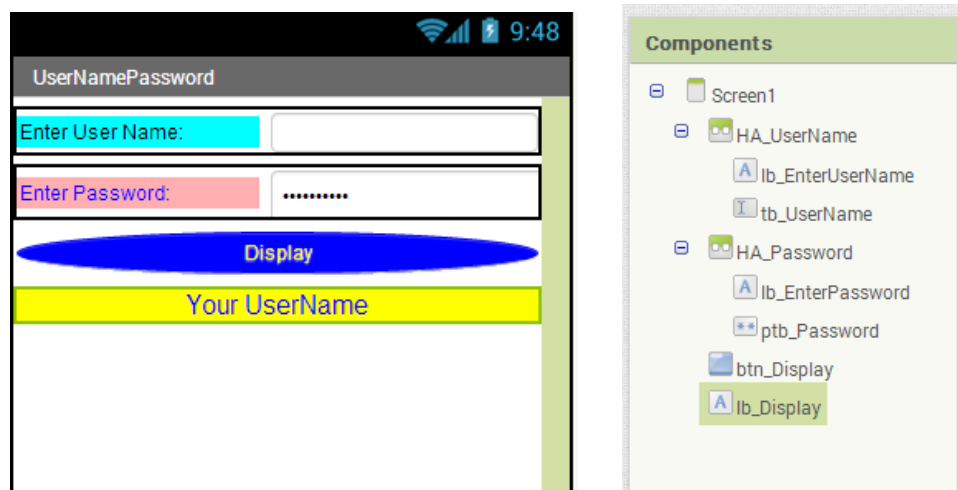 9:48
UserNamePassword
Enter User Name:
Enter Password:
••••••••••
Display
Your UserName
Components
Screen1
HA_UserName
A lb_EnterUserName
tb_UserName
HA_Password
A lb_EnterPassword
** ptb_Password
btn_Display
A lb_Display